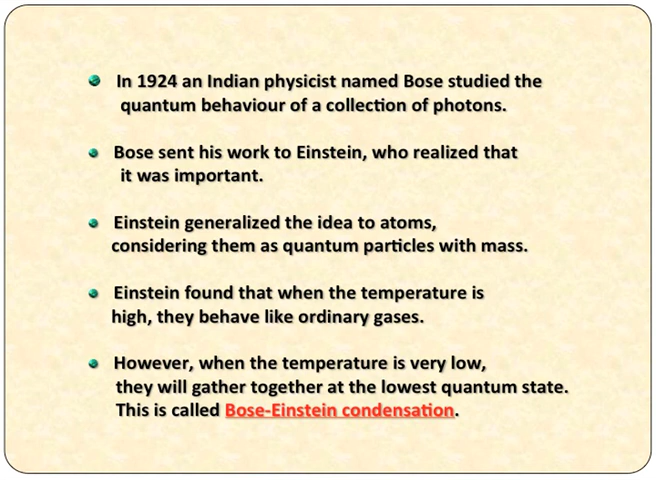 In 1924 an Indian physicist named Bose studied the
quantum behaviour of a collection of photons.
Bose sent his work to Einstein, who realized that
it was important.
Einstein generalized the idea to atoms,
considering them as quantum particles with mass.
Einstein found that when the temperature is
high, they behave like ordinary gases.
However, when the temperature is very low,
they will gather together at the lowest quantum state.
This is called Bose-Einstein condensation.